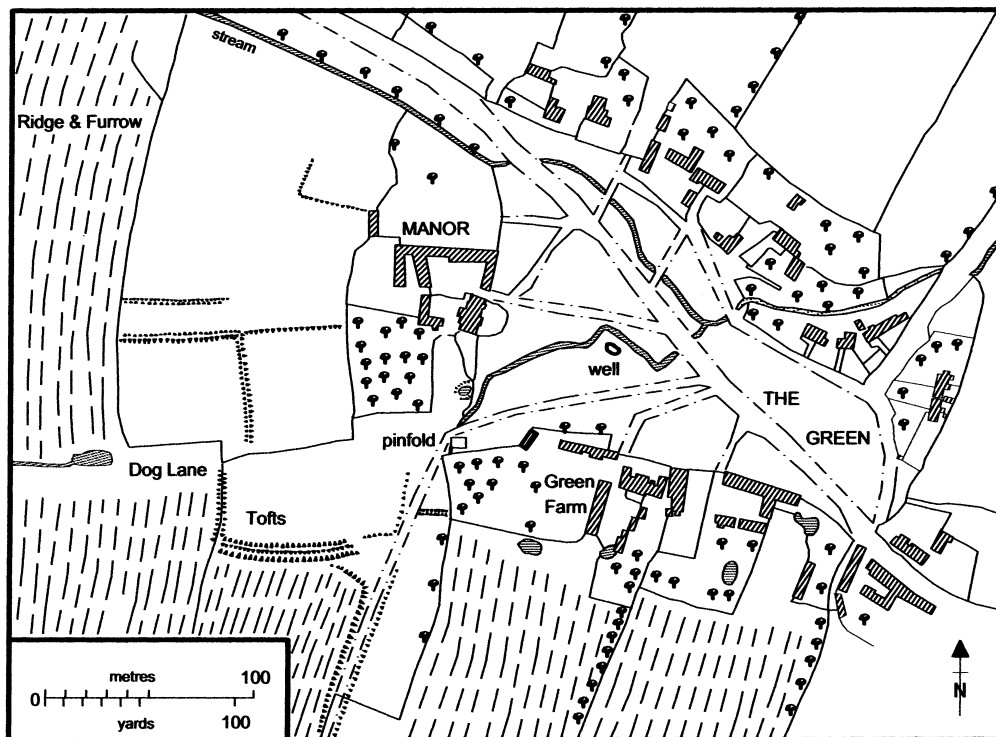 stream
Ridge & Furrow
MANOR
well
THE
GREEN
pinfold
Dog Lane
Green
Farm
Tofts
metres
100
0
yards
100
N